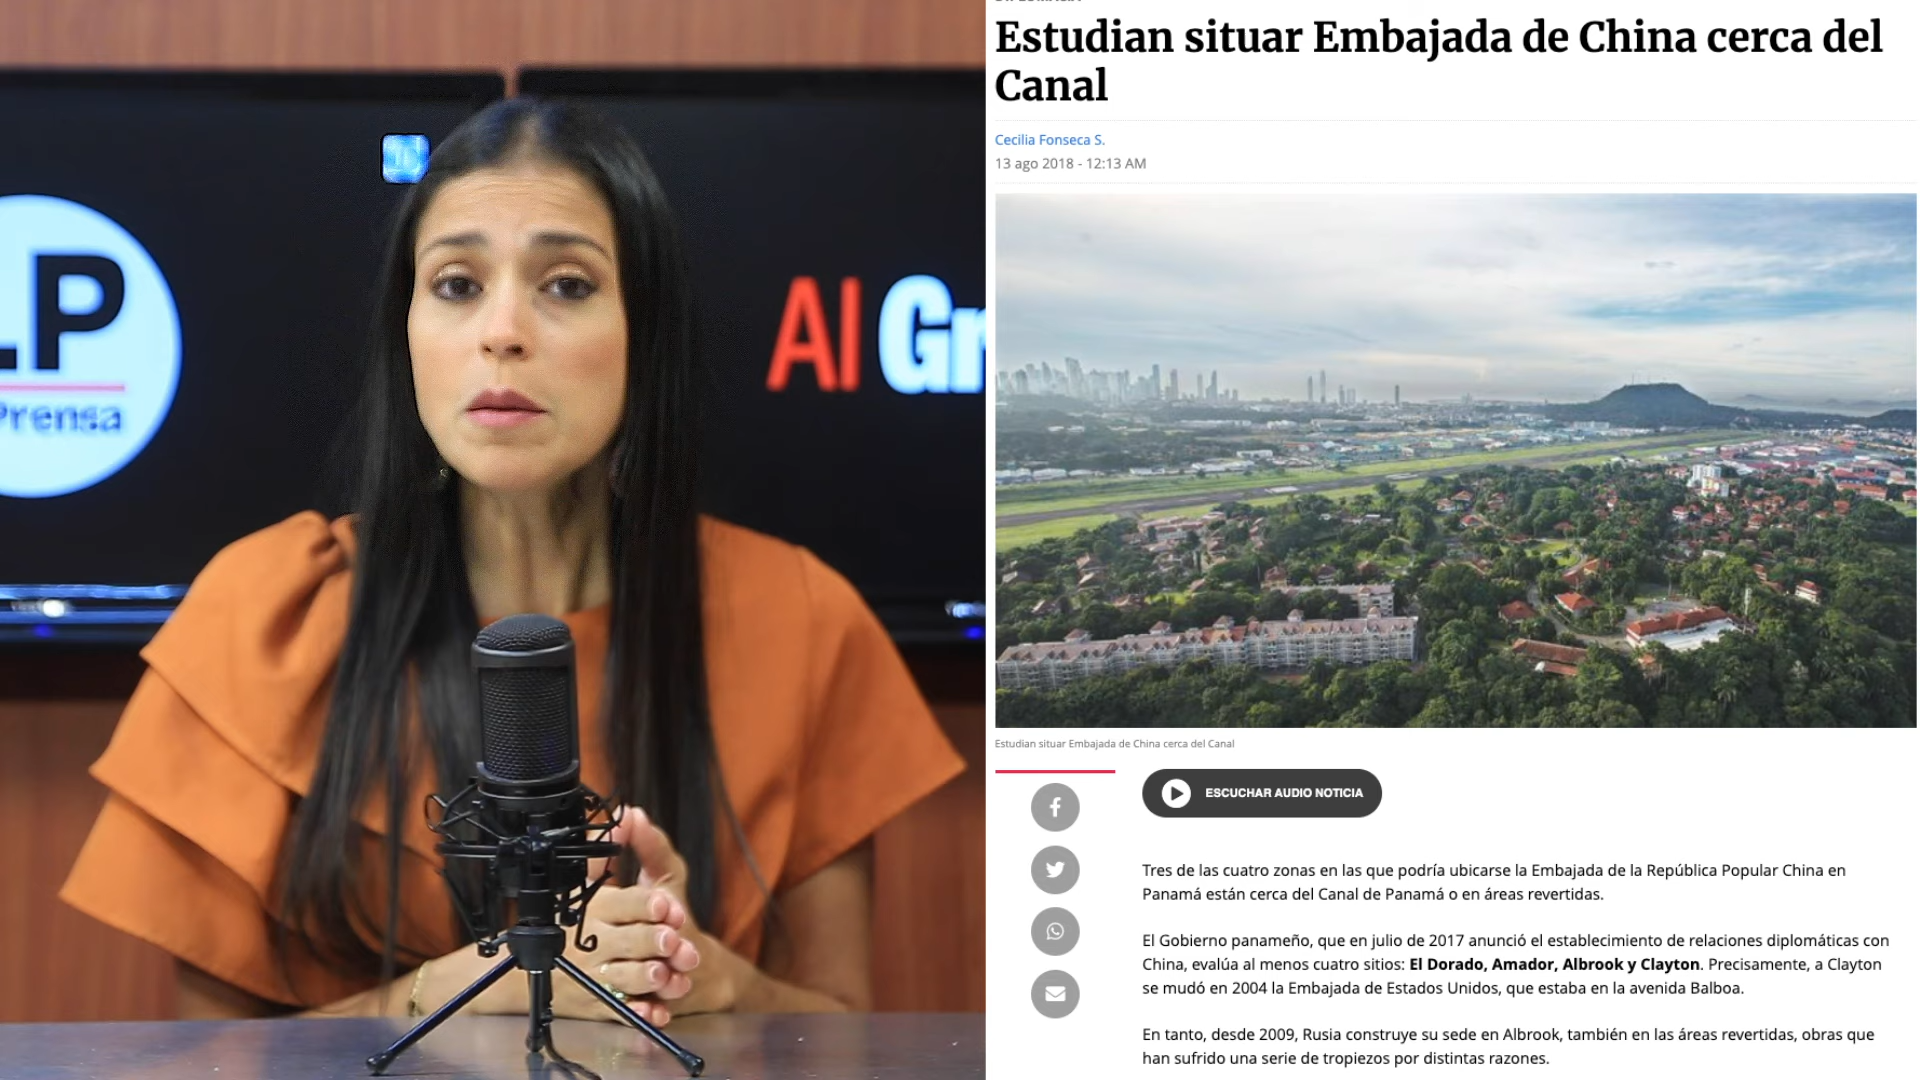 LP
Prensa
Al Gr
Estudian situar Embajada de China cerca del
Canal
Cecilia Fonseca S.
13 ago 2018 - 12:13 AM
Estudian situar Embajada de China cerca del Canal
ESCUCHAR AUDIO NOTICIA
Tres de las cuatro zonas en las que podría ubicarse la Embajada de la República Popular China en
Panamá están cerca del Canal de Panamá o en áreas revertidas.
El Gobierno panameño, que en julio de 2017 anunció el establecimiento de relaciones diplomáticas con
China, evalúa al menos cuatro sitios: El Dorado, Amador, Albrook y Clayton. Precisamente, a Clayton
se mudó en 2004 la Embajada de Estados Unidos, que estaba en la avenida Balboa.
En tanto, desde 2009, Rusia construye su sede en Albrook, también en las áreas revertidas, obras que
han sufrido una serie de tropiezos por distintas razones.